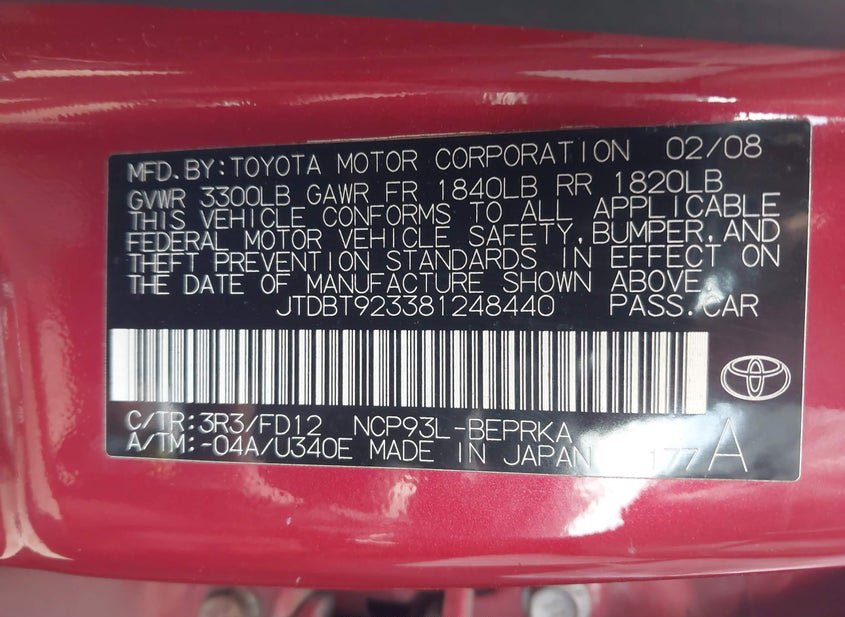 MFD.BY:TOYOTA MOTOR CORPORATION 02/08
GVWR 3300LB GAWR FR 1840LB RR 1820LB
THIS VEHICLE CONFORMS TO ALL APPLICABLE
FEDERAL MOTOR VEHICLE SAFETY,BUMPER,AND
THEFT PREVENTION STANDARDS IN EFFECT ON
THE DATE OF MANUFACTURE SHOWN ABOVE.
JTDBT923381248440 PASS.CAR
C/TR:3R3/FD12 NCP93L-BEPRKA
A/TM:-04A/U340E MADE IN JAPAN 177 A